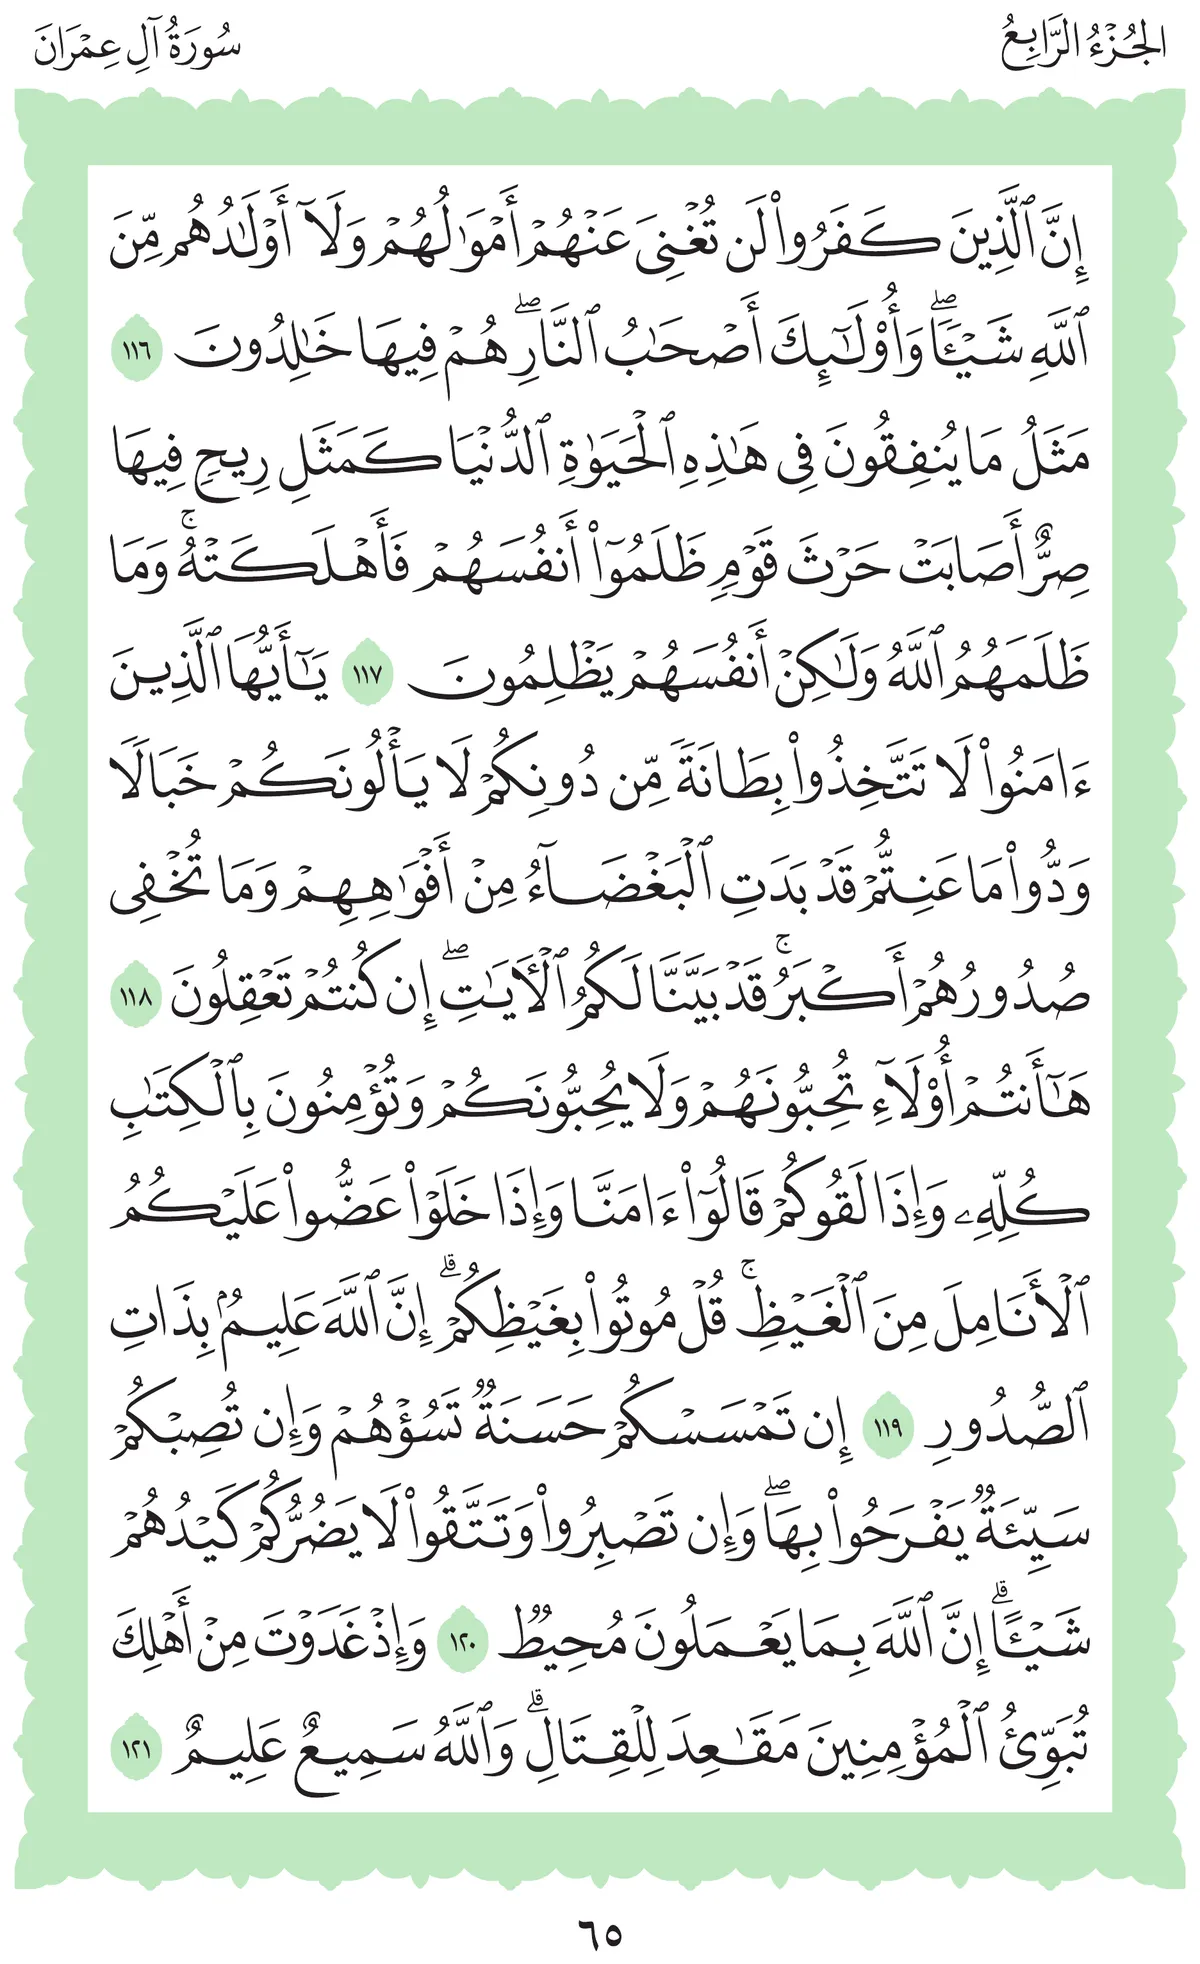 الجُزْءُ الرَّابِعُ
سُورَةُ آلِ عِمْرَانَ
إِنَّ ٱلَّذِينَ كَفَرُوا۟ لَن تُغْنِىَ عَنْهُمْ أَمْوَٰلُهُمْ وَلَآ أَوْلَـٰدُهُم مِّنَ
ٱللَّهِ شَيْـًٔا ۖ وَأُو۟لَـٰٓئِكَ أَصْحَـٰبُ ٱلنَّارِ ۖ هُمْ فِيهَا خَـٰلِدُونَ ١١٦
مَثَلُ مَا يُنفِقُونَ فِى هَـٰذِهِ ٱلْحَيَوٰةِ ٱلدُّنْيَا كَمَثَلِ رِيحٍ فِيهَا
صِرٌّ أَصَابَتْ حَرْثَ قَوْمٍ ظَلَمُوٓا۟ أَنفُسَهُمْ فَأَهْلَكَتْهُ ۚ وَمَا
ظَلَمَهُمُ ٱللَّهُ وَلَـٰكِنْ أَنفُسَهُمْ يَظْلِمُونَ ١١٧ يَـٰٓأَيُّهَا ٱلَّذِينَ
ءَامَنُوا۟ لَا تَتَّخِذُوا۟ بِطَانَةً مِّن دُونِكُمْ لَا يَأْلُونَكُمْ خَبَالًا
وَدُّوا۟ مَا عَنِتُّمْ قَدْ بَدَتِ ٱلْبَغْضَآءُ مِنْ أَفْوَٰهِهِمْ وَمَا تُخْفِى
صُدُورُهُمْ أَكْبَرُ ۚ قَدْ بَيَّنَّا لَكُمُ ٱلْـَٔايَـٰتِ ۖ إِن كُنتُمْ تَعْقِلُونَ ١١٨
هَـٰٓأَنتُمْ أُو۟لَآءِ تُحِبُّونَهُمْ وَلَا يُحِبُّونَكُمْ وَتُؤْمِنُونَ بِٱلْكِتَـٰبِ
كُلِّهِۦ وَإِذَا لَقُوكُمْ قَالُوٓا۟ ءَامَنَّا وَإِذَا خَلَوْا۟ عَضُّوا۟ عَلَيْكُمُ
ٱلْأَنَامِلَ مِنَ ٱلْغَيْظِ ۚ قُلْ مُوتُوا۟ بِغَيْظِكُمْ ۗ إِنَّ ٱللَّهَ عَلِيمٌۢ بِذَاتِ
ٱلصُّدُورِ ١١٩ إِن تَمْسَسْكُمْ حَسَنَةٌ تَسُؤْهُمْ وَإِن تُصِبْكُمْ
سَيِّئَةٌ يَفْرَحُوا۟ بِهَا ۖ وَإِن تَصْبِرُوا۟ وَتَتَّقُوا۟ لَا يَضُرُّكُمْ كَيْدُهُمْ
شَيْـًٔا ۗ إِنَّ ٱللَّهَ بِمَا يَعْمَلُونَ مُحِيطٌ ١٢٠ وَإِذْ غَدَوْتَ مِنْ أَهْلِكَ
تُبَوِّئُ ٱلْمُؤْمِنِينَ مَقَـٰعِدَ لِلْقِتَالِ ۗ وَٱللَّهُ سَمِيعٌ عَلِيمٌ ١٢١
٦٥